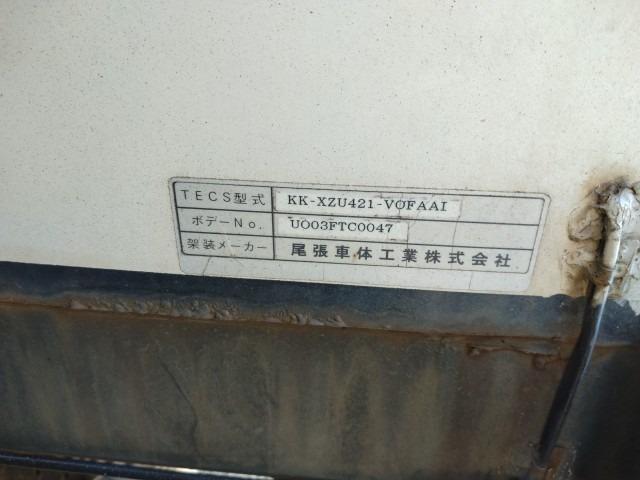 TECS型式 KK-XZU421-VOFAAI
ボデーNo. UO03FTC0047
架装メーカー 尾張車体工業株式会社